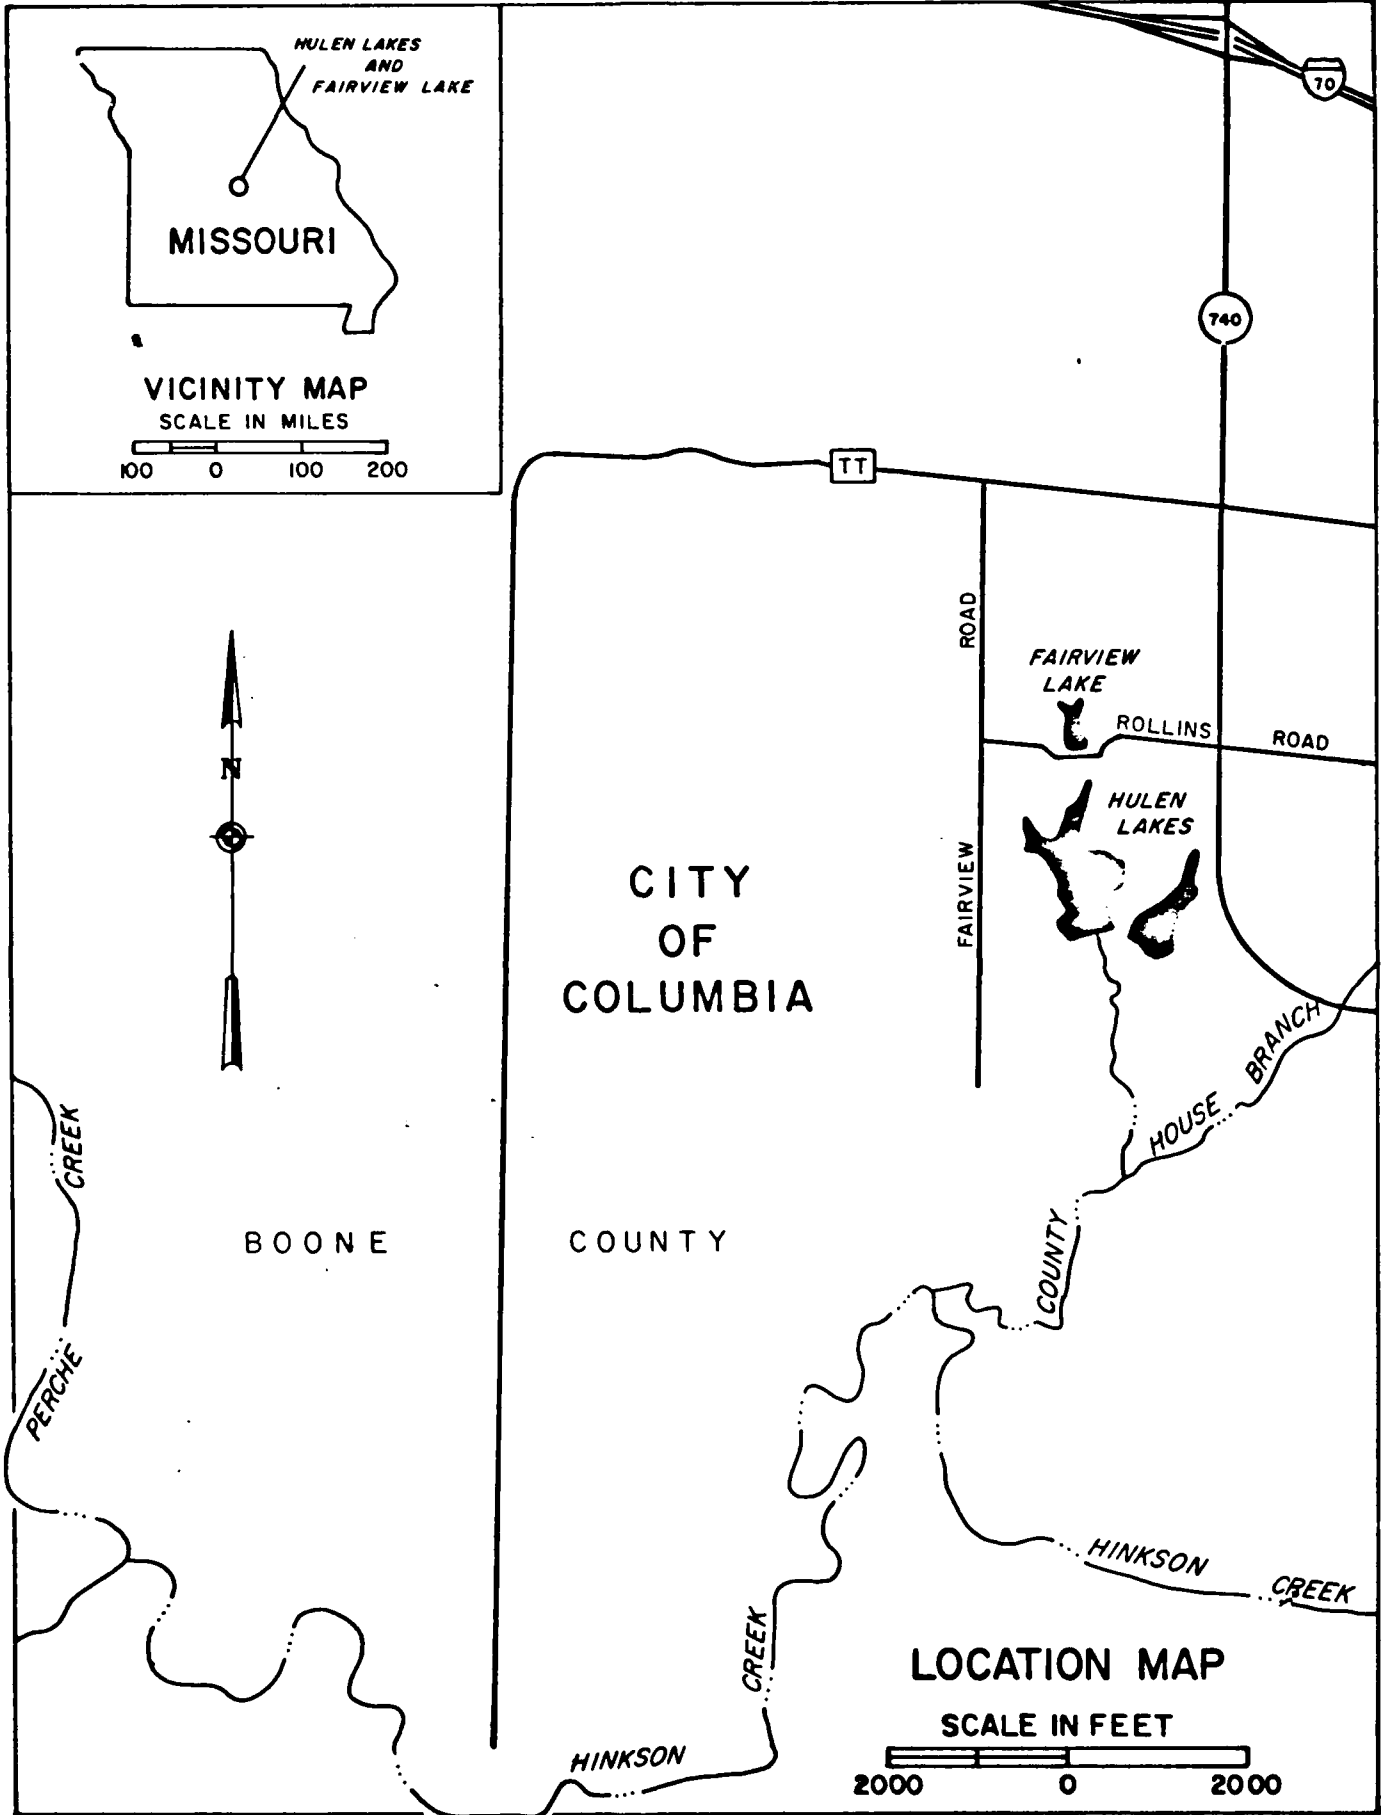 HULEN LAKES
AND
FAIRVIEW LAKE
MISSOURI
VICINITY MAP
SCALE IN MILES
100 0 100 200
70
740
TT
ROAD
FAIRVIEW
LAKE
ROLLINS ROAD
HULEN
LAKES
FAIRVIEW
N
CITY
OF
COLUMBIA
BRANCH
HOUSE
COUNTY
CREEK
PERCHE
BOONE COUNTY
HINKSON CREEK
CREEK
HINKSON
LOCATION MAP
SCALE IN FEET
2000 0 2000